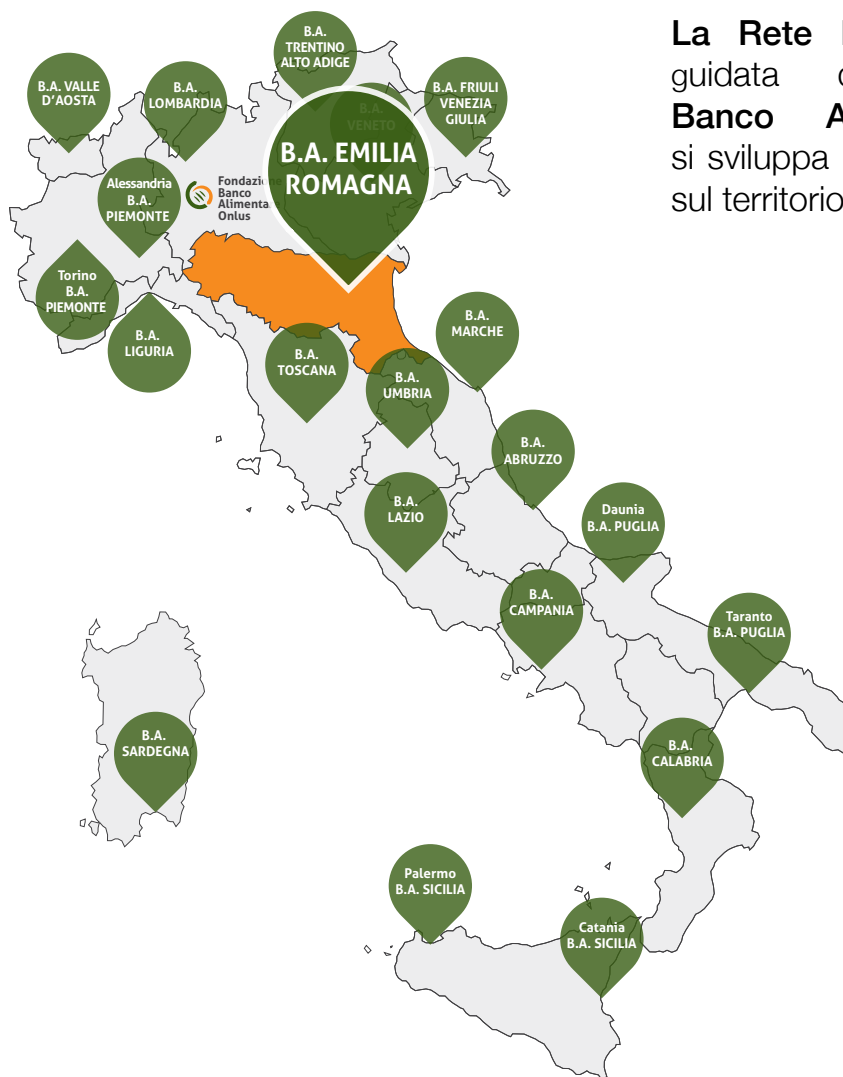 La Rete
guidata
Banco
si sviluppa
sul territorio
B.A.
TRENTINO
ALTO ADIGE
B.A. VALLE
D'AOSTA
B.A.
LOMBARDIA
B.A.
VENETO
B.A. FRIULI
VENEZIA
GIULIA
B.A. EMILIA
ROMAGNA
Alessandria
B.A.
PIEMONTE
Fondazione
Banco
Alimenta
Onlus
Torino
B.A.
PIEMONTE
B.A.
LIGURIA
B.A.
TOSCANA
B.A.
MARCHE
B.A.
UMBRIA
B.A.
ABRUZZO
B.A.
LAZIO
Daunia
B.A. PUGLIA
B.A.
CAMPANIA
Taranto
B.A. PUGLIA
B.A.
SARDEGNA
B.A.
CALABRIA
Palermo
B.A. SICILIA
Catania
B.A. SICILIA